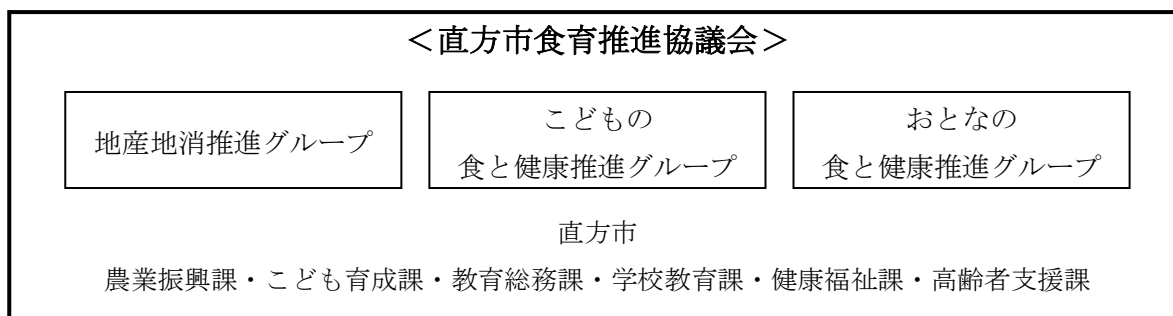 ＜直方市食育推進協議会＞
地産地消推進グループ
こどもの
食と健康推進グループ
おとなの
食と健康推進グループ
直方市
農業振興課・こども育成課・教育総務課・学校教育課・健康福祉課・高齢者支援課